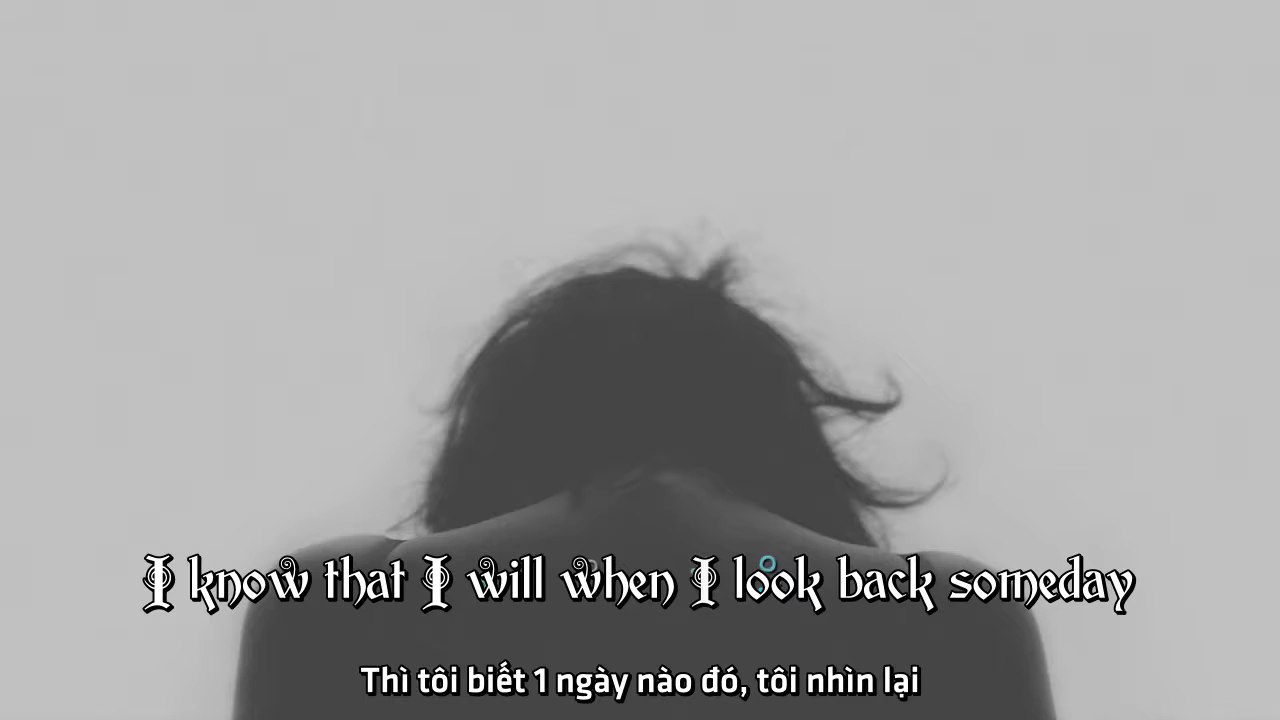 I know that I will when I look back someday
Thì tôi biết 1 ngày nào đó, tôi nhìn lại